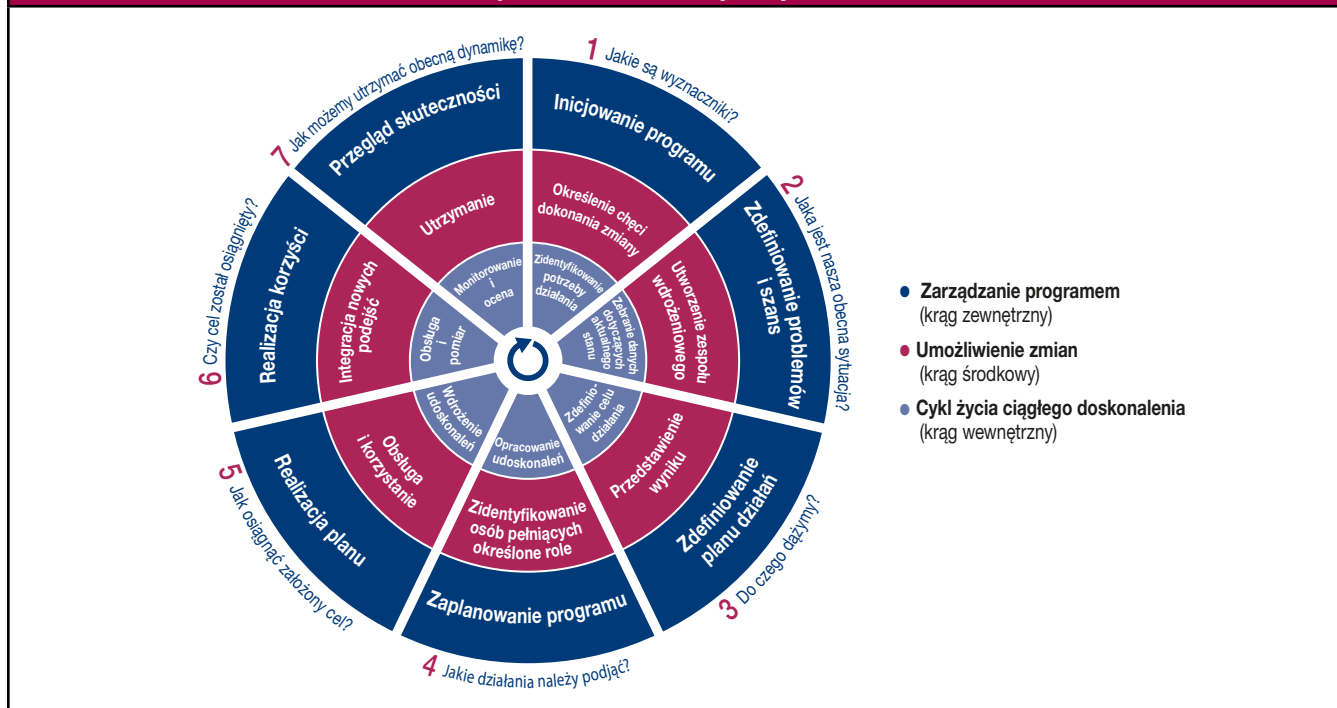 1 Jakie są wyznaczniki?
Inicjowanie programu
Określenie chęci
dokonania zmiany
Zidentyfikowanie
potrzeby
działania
2 Jaka jest nasza obecna sytuacja?
Zdefiniowanie problemów
i szans
Utworzenie zespołu
wdrożeniowego
Zebranie danych
dotyczących
aktualnego
stanu
3 Do czego dążymy?
Zdefiniowanie
planu działań
Przedstawienie
wyniku
Zdefinio-
wanie celu
działania
4 Jakie działania należy podjąć?
Zaplanowanie programu
Zidentyfikowanie
osób pełniących
określone role
Opracowanie
udoskonaleń
5 Jak osiągnąć założony cel?
Realizacja planu
Obsługa
i korzystanie
Wdrożenie
udoskonaleń
6 Czy cel został osiągnięty?
Realizacja korzyści
Integracja nowych
podejść
Obsługa
i
pomiar
7 Jak możemy utrzymać obecną dynamikę?
Przegląd skuteczności
Utrzymanie
Monitorowanie
i
ocena
Zarządzanie programem
(krąg zewnętrzny)
Umożliwienie zmian
(krąg środkowy)
Cykl życia ciągłego doskonalenia
(krąg wewnętrzny)